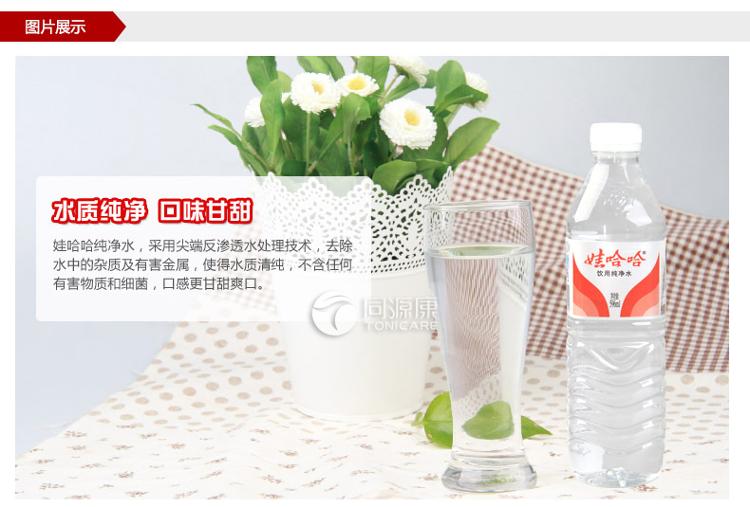 图片展示
水质纯净 口味甘甜
娃哈哈纯净水，采用尖端反渗透水处理技术，去除
水中的杂质及有害金属，使得水质清纯，不含任何
有害物质和细菌，口感更甘甜爽口。
同源康
TONICARE
娃哈哈
饮用纯净水